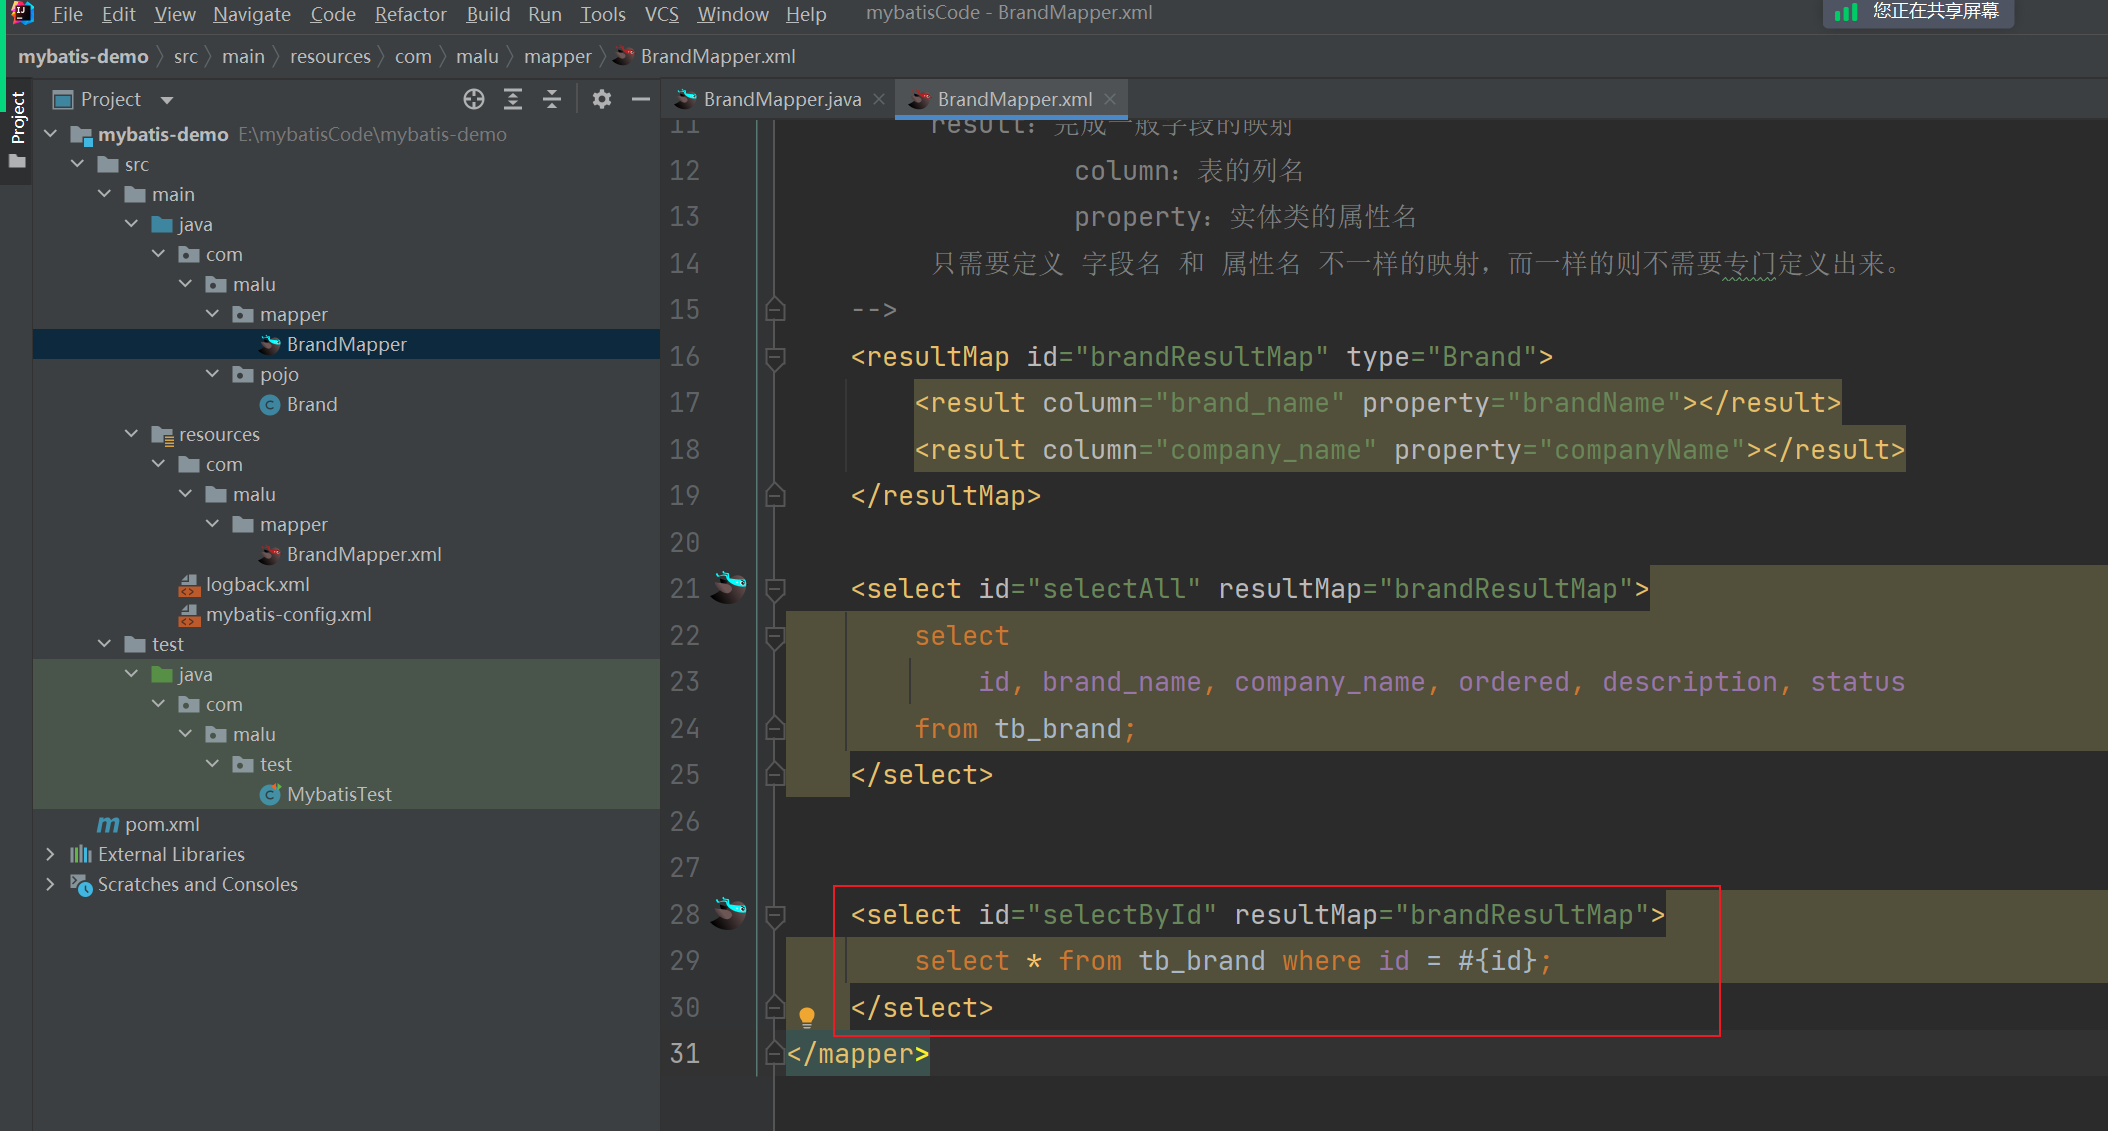 File Edit View Navigate Code Refactor Build Run Tools VCS Window Help mybatisCode - BrandMapper.xml 您正在共享屏幕
mybatis-demo src main resources com malu mapper BrandMapper.xml
Project
Project
BrandMapper.java BrandMapper.xml
mybatis-demo E:\mybatisCode\mybatis-demo
src
main
java
com
malu
mapper
BrandMapper
pojo
Brand
resources
com
malu
mapper
BrandMapper.xml
logback.xml
mybatis-config.xml
test
java
com
malu
test
MybatisTest
pom.xml
External Libraries
Scratches and Consoles
11 result：完成一般字段的映射
12 column：表的列名
13 property：实体类的属性名
14 只需要定义 字段名 和 属性名 不一样的映射，而一样的则不需要专门定义出来。
15 -->
16 <resultMap id="brandResultMap" type="Brand">
17 <result column="brand_name" property="brandName"></result>
18 <result column="company_name" property="companyName"></result>
19 </resultMap>
20
21 <select id="selectAll" resultMap="brandResultMap">
22 select
23 id, brand_name, company_name, ordered, description, status
24 from tb_brand;
25 </select>
26
27
28 <select id="selectById" resultMap="brandResultMap">
29 select * from tb_brand where id = #{id};
30 </select>
31 </mapper>